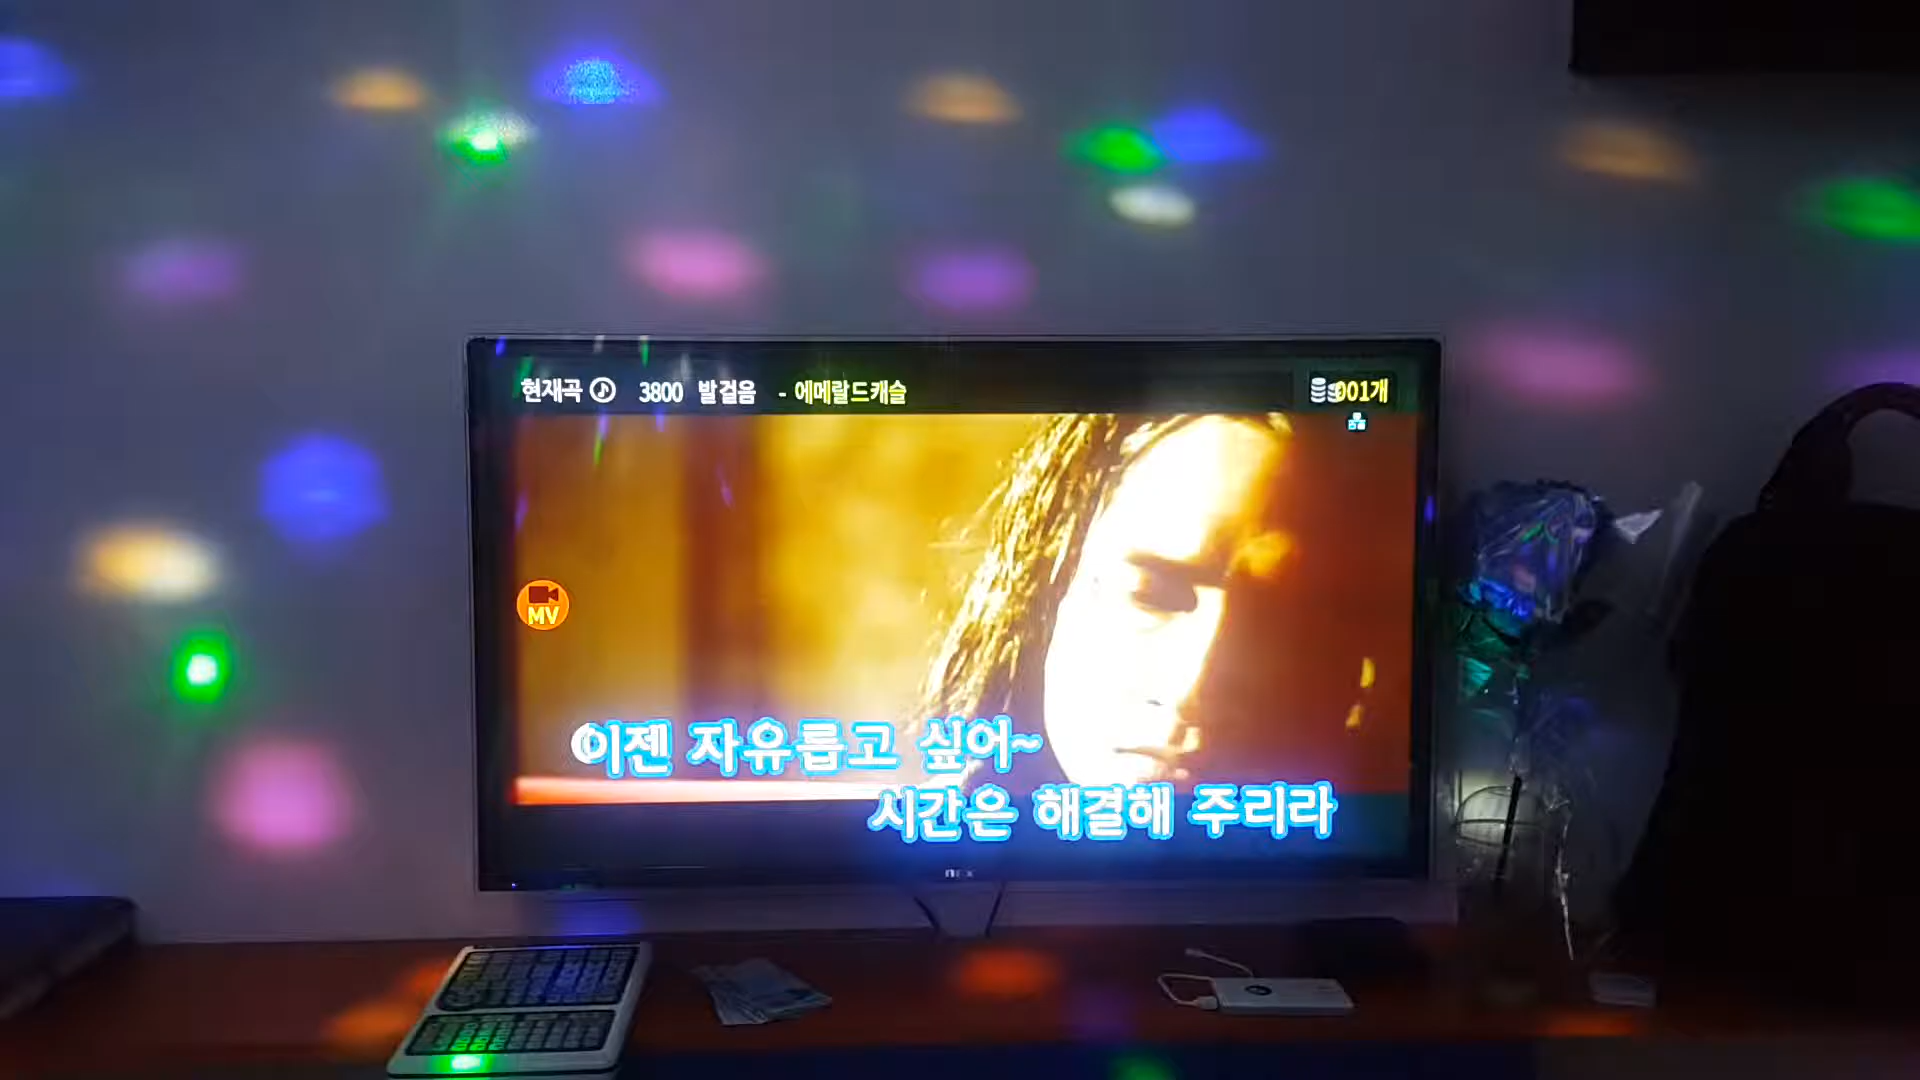 현재곡 3800 발걸음 - 에메랄드캐슬 001개
MV
이젠 자유롭고 싶어~
시간은 해결해 주리라
nex